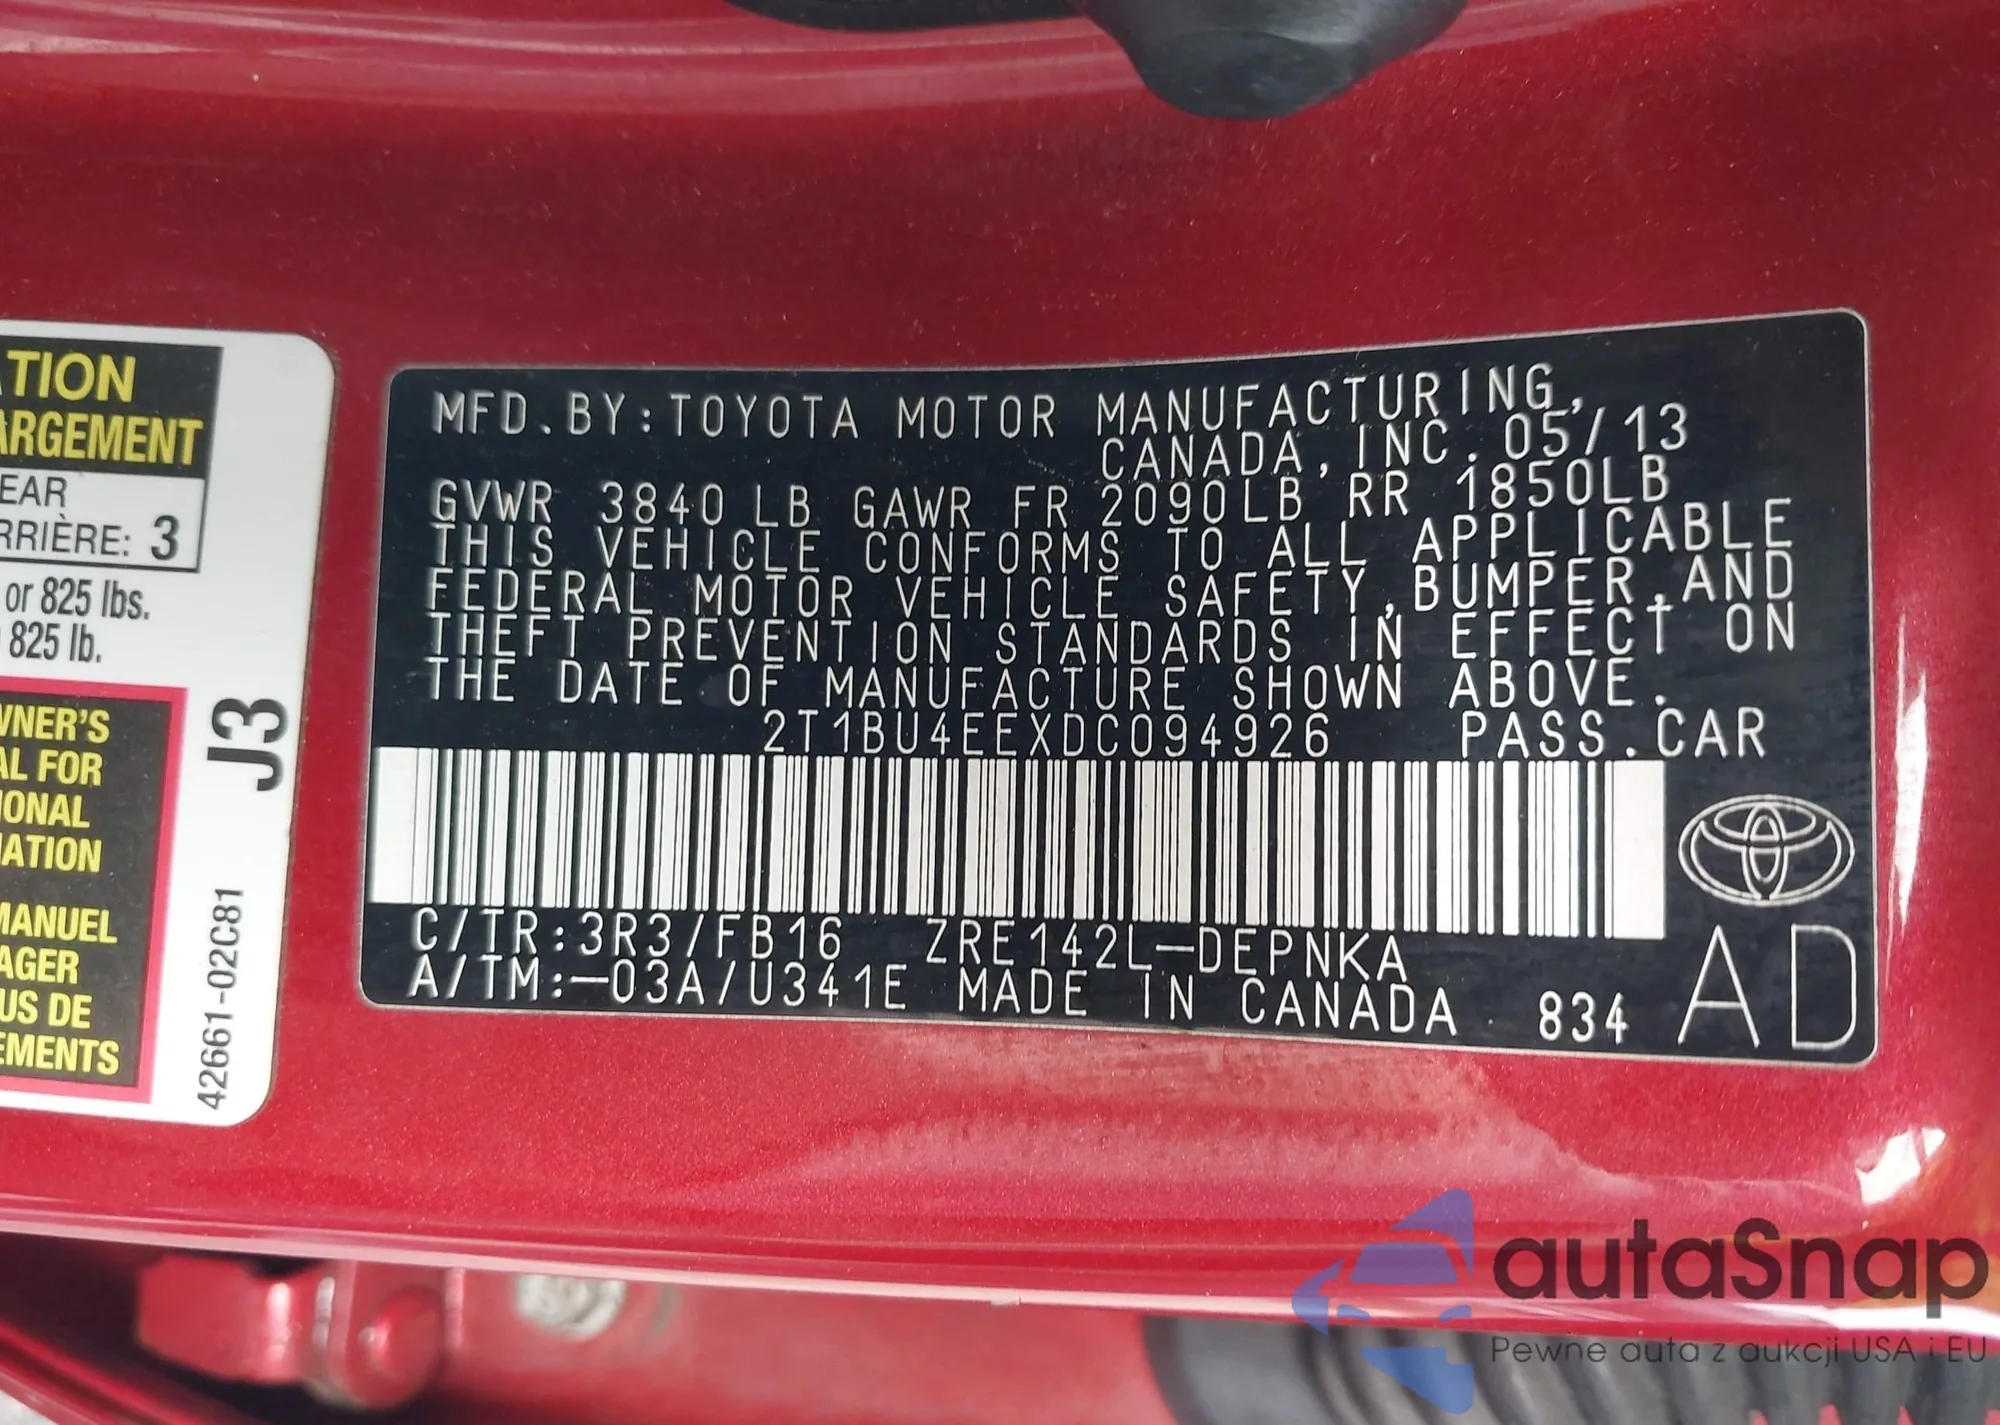 ATION
ARGEMENT
EAR
RRIÈRE: 3
or 825 lbs.
825 lb.
WNER'S
AL FOR
IONAL
MATION
MANUEL
AGER
US DE
EMENTS
J3
42661-02C81
MFD.BY:TOYOTA MOTOR MANUFACTURING,
CANADA,INC.05/13
GVWR 3840LB GAWR FR 2090LB RR 1850LB
THIS VEHICLE CONFORMS TO ALL APPLICABLE
FEDERAL MOTOR VEHICLE SAFETY,BUMPER,AND
THEFT PREVENTION STANDARDS IN EFFECT ON
THE DATE OF MANUFACTURE SHOWN ABOVE.
2T1BU4EEXDC094926 PASS.CAR
C/TR:3R3/FB16 ZRE142L-DEPNKA
A/TM:-03A/U341E MADE IN CANADA 834
AD
autaSnap
Pewne auta z aukcji USA i EU